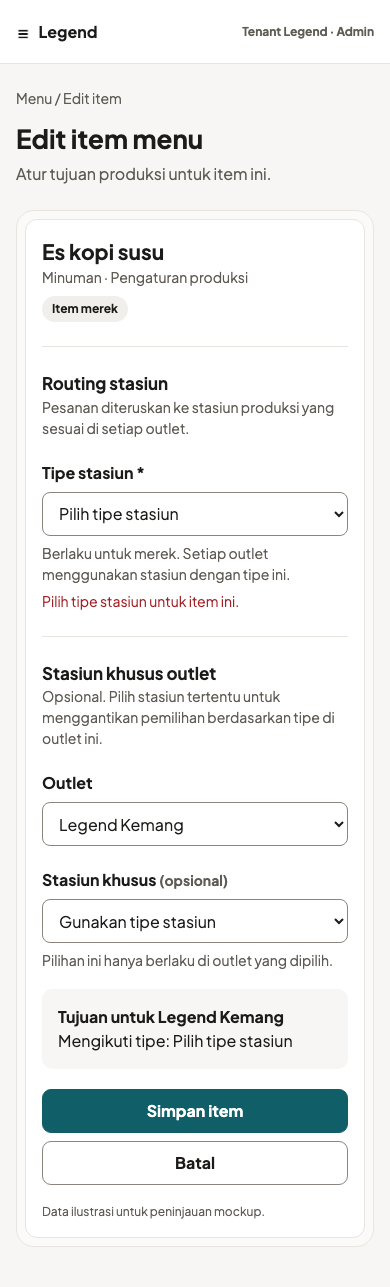 ≡ Legend
Tenant Legend · Admin
Menu / Edit item
Edit item menu
Atur tujuan produksi untuk item ini.
Es kopi susu
Minuman · Pengaturan produksi
Item merek
Routing stasiun
Pesanan diteruskan ke stasiun produksi yang
sesuai di setiap outlet.
Tipe stasiun *
Pilih tipe stasiun
Berlaku untuk merek. Setiap outlet
menggunakan stasiun dengan tipe ini.
Pilih tipe stasiun untuk item ini.
Stasiun khusus outlet
Opsional. Pilih stasiun tertentu untuk
menggantikan pemilihan berdasarkan tipe di
outlet ini.
Outlet
Legend Kemang
Stasiun khusus (opsional)
Gunakan tipe stasiun
Pilihan ini hanya berlaku di outlet yang dipilih.
Tujuan untuk Legend Kemang
Mengikuti tipe: Pilih tipe stasiun
Simpan item
Batal
Data ilustrasi untuk peninjauan mockup.